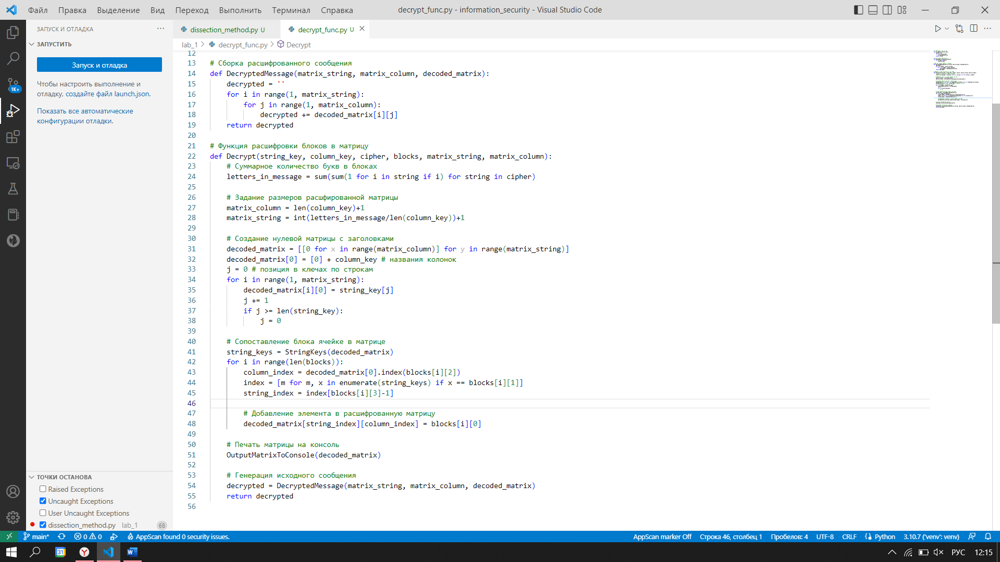 Файл Правка Выделение Вид Переход Выполнить Терминал Справка
decrypt_func.py - information_security - Visual Studio Code
ЗАПУСК И ОТЛАДКА
ЗАПУСТИТЬ
Запуск и отладка
Чтобы настроить выполнение и
отладку, создайте файл launch.json.
Показать все автоматические
конфигурации отладки.
1K+
dissection_method.py U
decrypt_func.py U
lab_1 > decrypt_func.py > Decrypt
12
13 # Сборка расшифрованного сообщения
14 def DecryptedMessage(matrix_string, matrix_column, decoded_matrix):
15     decrypted = ''
16     for i in range(1, matrix_string):
17         for j in range(1, matrix_column):
18             decrypted += decoded_matrix[i][j]
19     return decrypted
20
21 # Функция расшифровки блоков в матрицу
22 def Decrypt(string_key, column_key, cipher, blocks, matrix_string, matrix_column):
23     # Суммарное количество букв в блоках
24     letters_in_message = sum(sum(1 for i in string if i) for string in cipher)
25
26     # Задание размеров расшфированной матрицы
27     matrix_column = len(column_key)+1
28     matrix_string = int(letters_in_message/len(column_key))+1
29
30     # Создание нулевой матрицы с заголовками
31     decoded_matrix = [[0 for x in range(matrix_column)] for y in range(matrix_string)]
32     decoded_matrix[0] = [0] + column_key # названия колонок
33     j = 0 # позиция в ключах по строкам
34     for i in range(1, matrix_string):
35         decoded_matrix[i][0] = string_key[j]
36         j += 1
37         if j >= len(string_key):
38             j = 0
39
40     # Сопоставление блока ячейке в матрице
41     string_keys = StringKeys(decoded_matrix)
42     for i in range(len(blocks)):
43         column_index = decoded_matrix[0].index(blocks[i][2])
44         index = [m for m, x in enumerate(string_keys) if x == blocks[i][1]]
45         string_index = index[blocks[i][3]-1]
46
47         # Добавление элемента в расшифрованную матрицу
48         decoded_matrix[string_index][column_index] = blocks[i][0]
49
50     # Печать матрицы на консоль
51     OutputMatrixToConsole(decoded_matrix)
52
53     # Генерация исходного сообщения
54     decrypted = DecryptedMessage(matrix_string, matrix_column, decoded_matrix)
55     return decrypted
56
ТОЧКИ ОСТАНОВА
Raised Exceptions
Uncaught Exceptions
User Uncaught Exceptions
dissection_method.py lab_1 68
main* 0 0 AppScan found 0 security issues.
AppScan marker Off Строка 46, столбец 1 Пробелов: 4 UTF-8 CRLF Python 3.10.7 ('venv': venv)
31 РУС 12:15